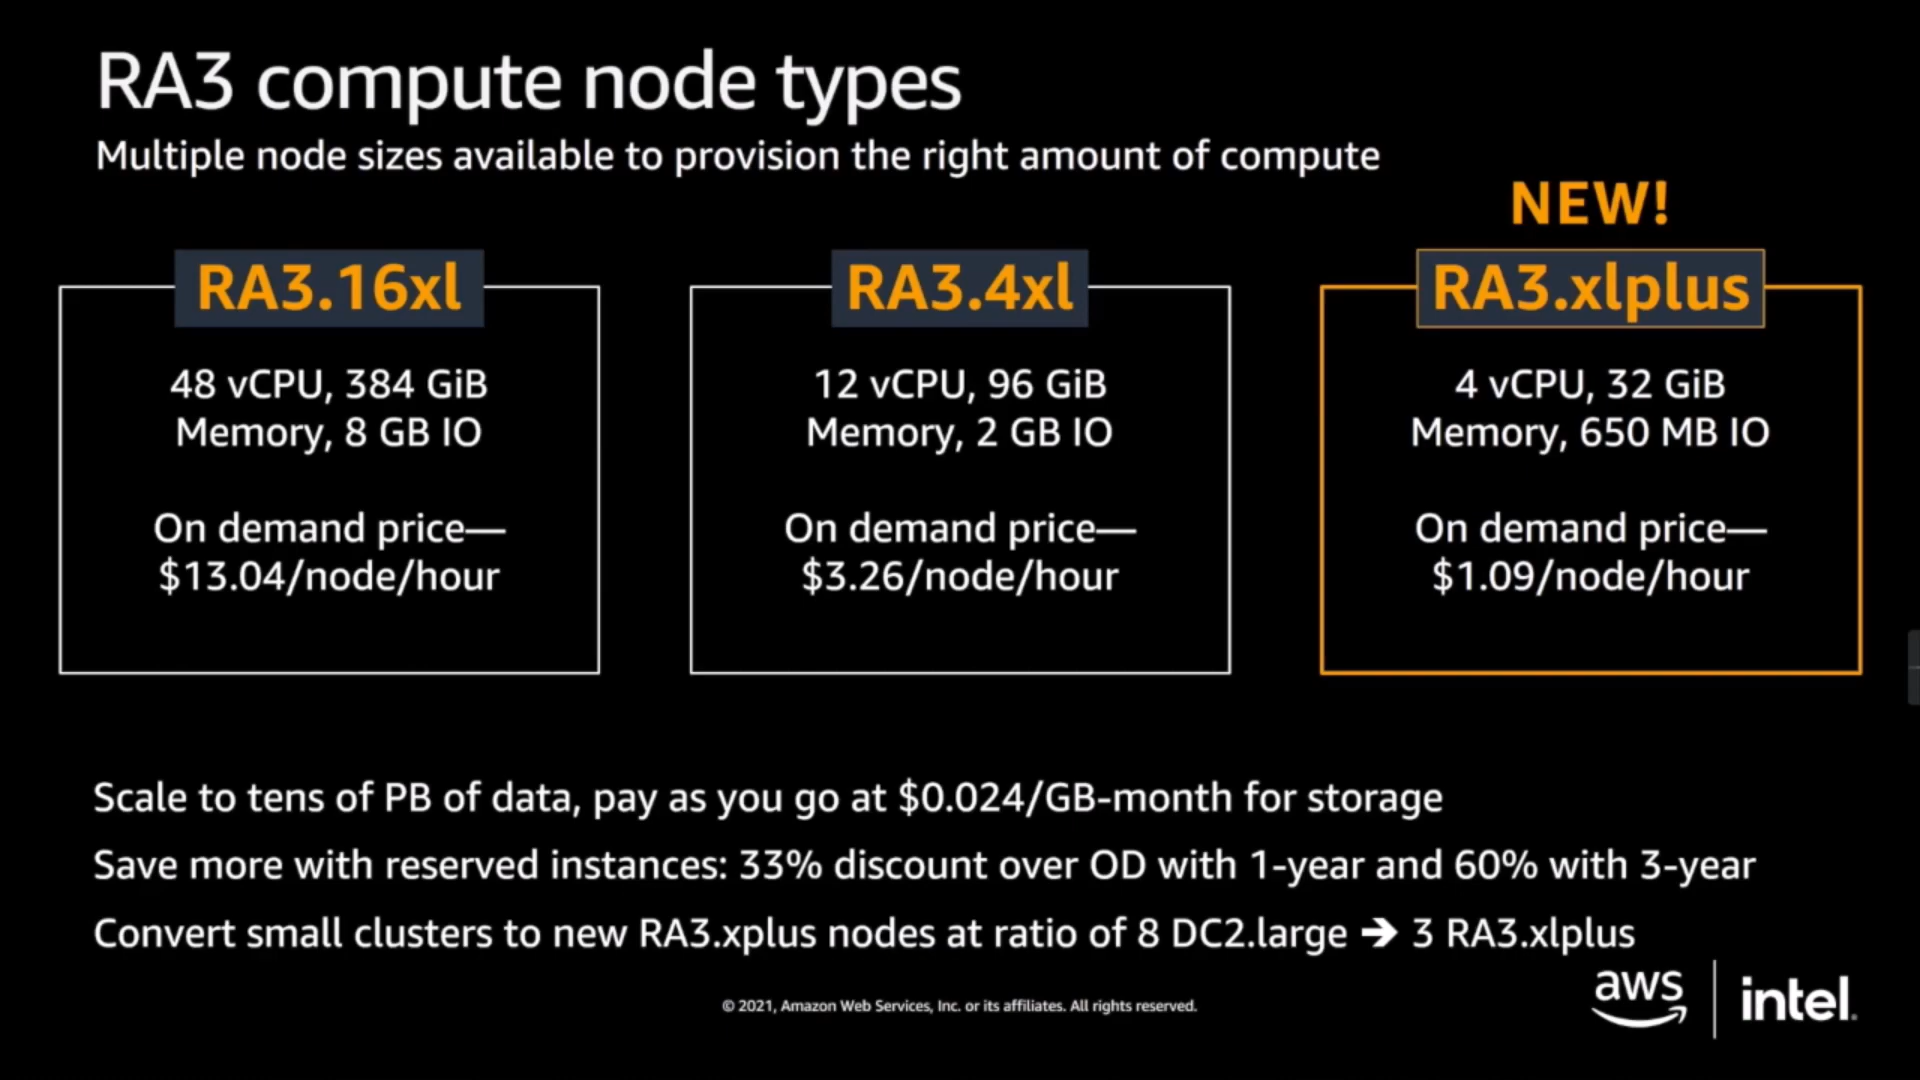 RA3 compute node types
Multiple node sizes available to provision the right amount of compute
NEW!
RA3.16xl
48 vCPU, 384 GiB
Memory, 8 GB IO
On demand price—
$13.04/node/hour
RA3.4xl
12 vCPU, 96 GiB
Memory, 2 GB IO
On demand price—
$3.26/node/hour
RA3.xlplus
4 vCPU, 32 GiB
Memory, 650 MB IO
On demand price—
$1.09/node/hour
Scale to tens of PB of data, pay as you go at $0.024/GB-month for storage
Save more with reserved instances: 33% discount over OD with 1-year and 60% with 3-year
Convert small clusters to new RA3.xplus nodes at ratio of 8 DC2.large ➔ 3 RA3.xlplus
© 2021, Amazon Web Services, Inc. or its affiliates. All rights reserved.
aws
intel.